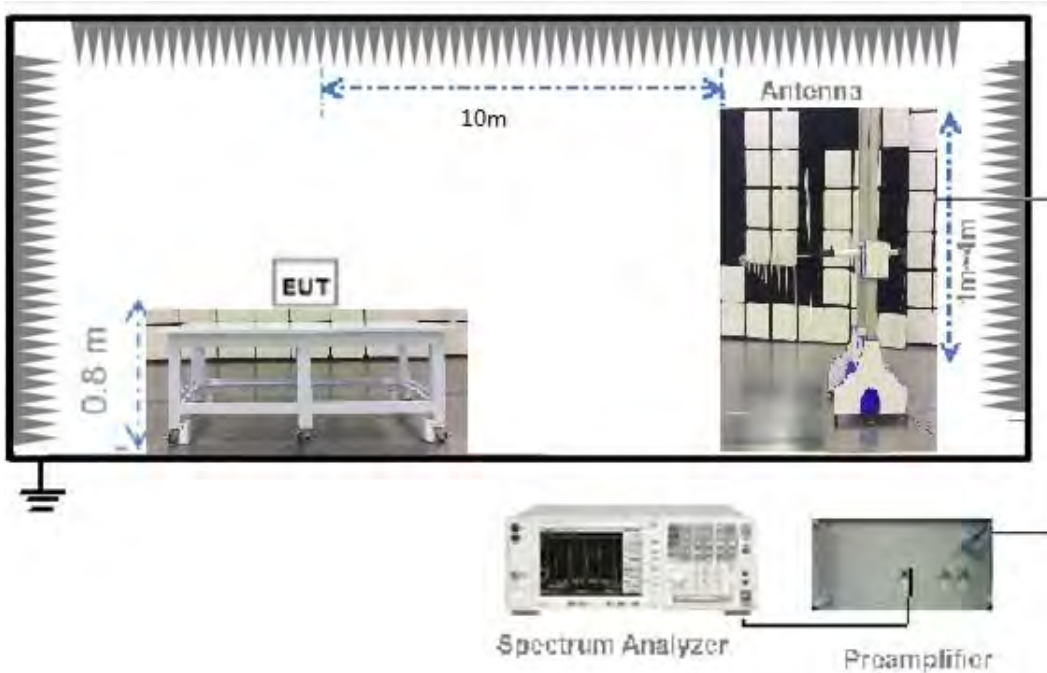 Antenna
10m
1m~4m
EUT
0.8 m
Spectrum Analyzer
Preamplifier